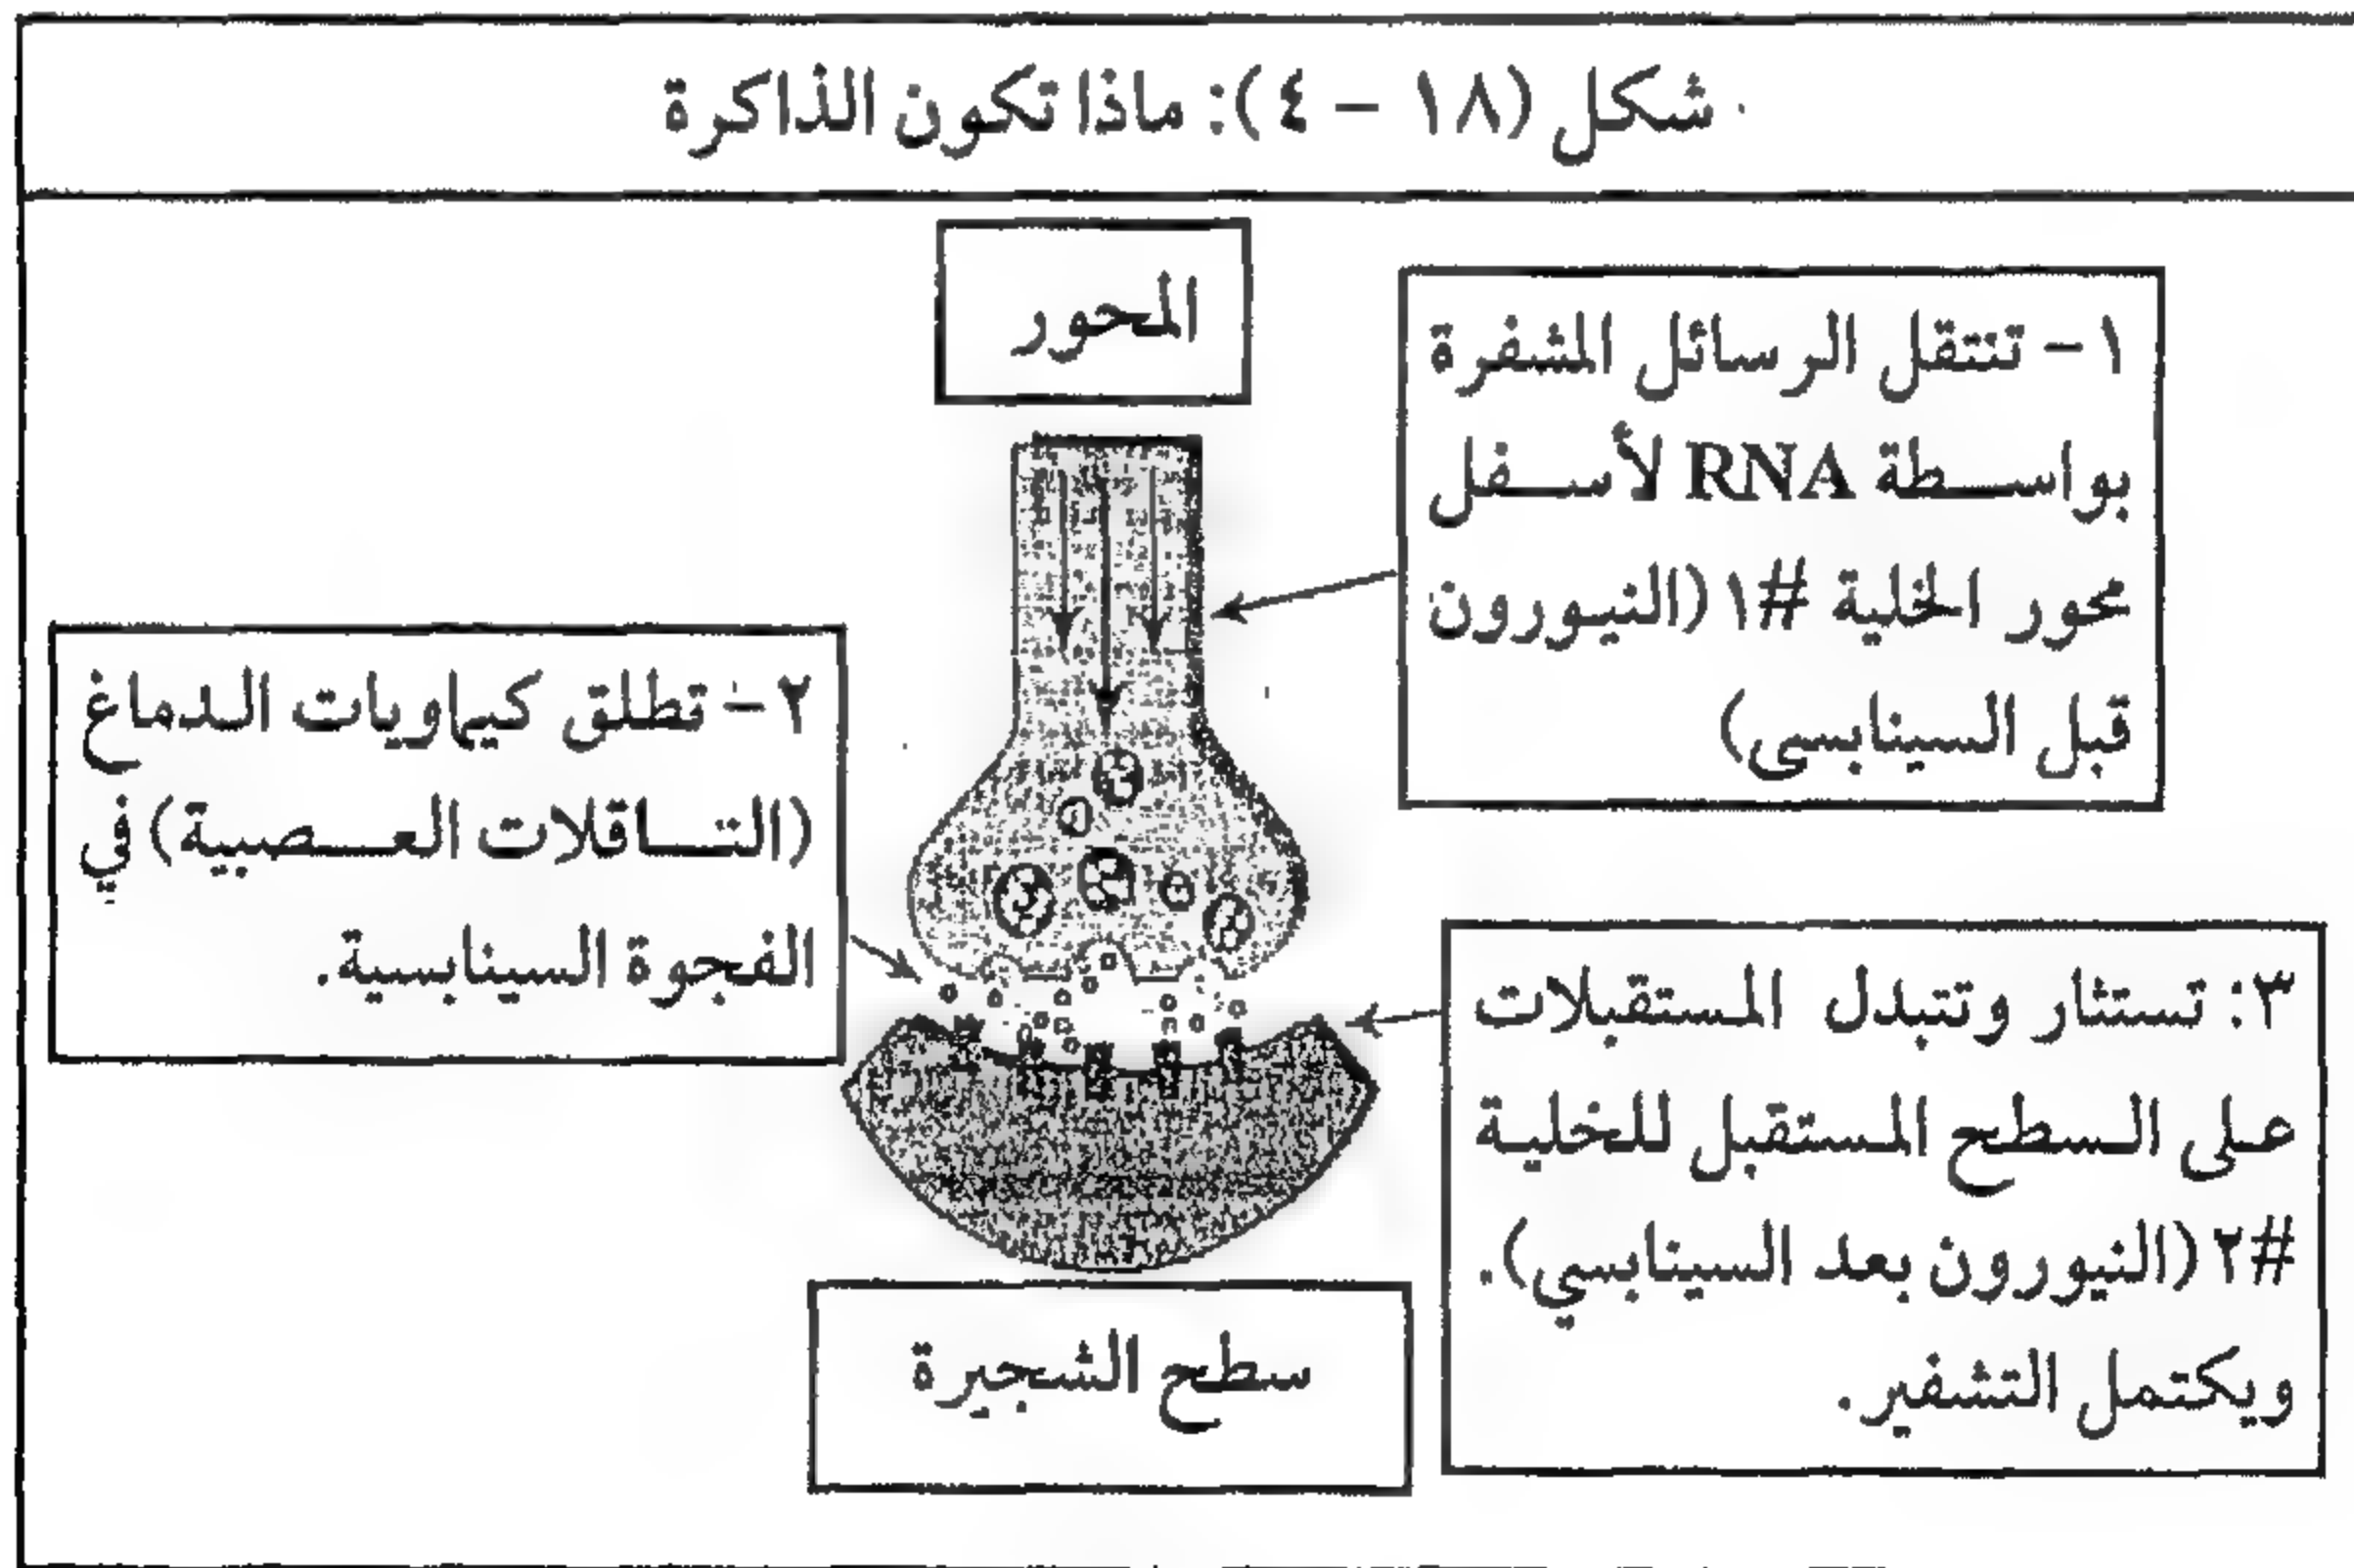 شكل (١٨ – ٤): ماذا تكون الذاكرة
المحور
١- تنتقل الرسائل المشفرة
بواسطة RNA لأسفل
محور الخلية #١ (النيورون
قبل السينابسى)
٢- تطلق كيماويات الدماغ
(التناقلات العصبية) في
الفجوة السينابسية.
٣: تستثار وتتبدل المستقبلات
على السطح المستقبل للخلية
#٢ (النيورون بعد السينابسي).
ويكتمل التشفير.
سطح الشجيرة